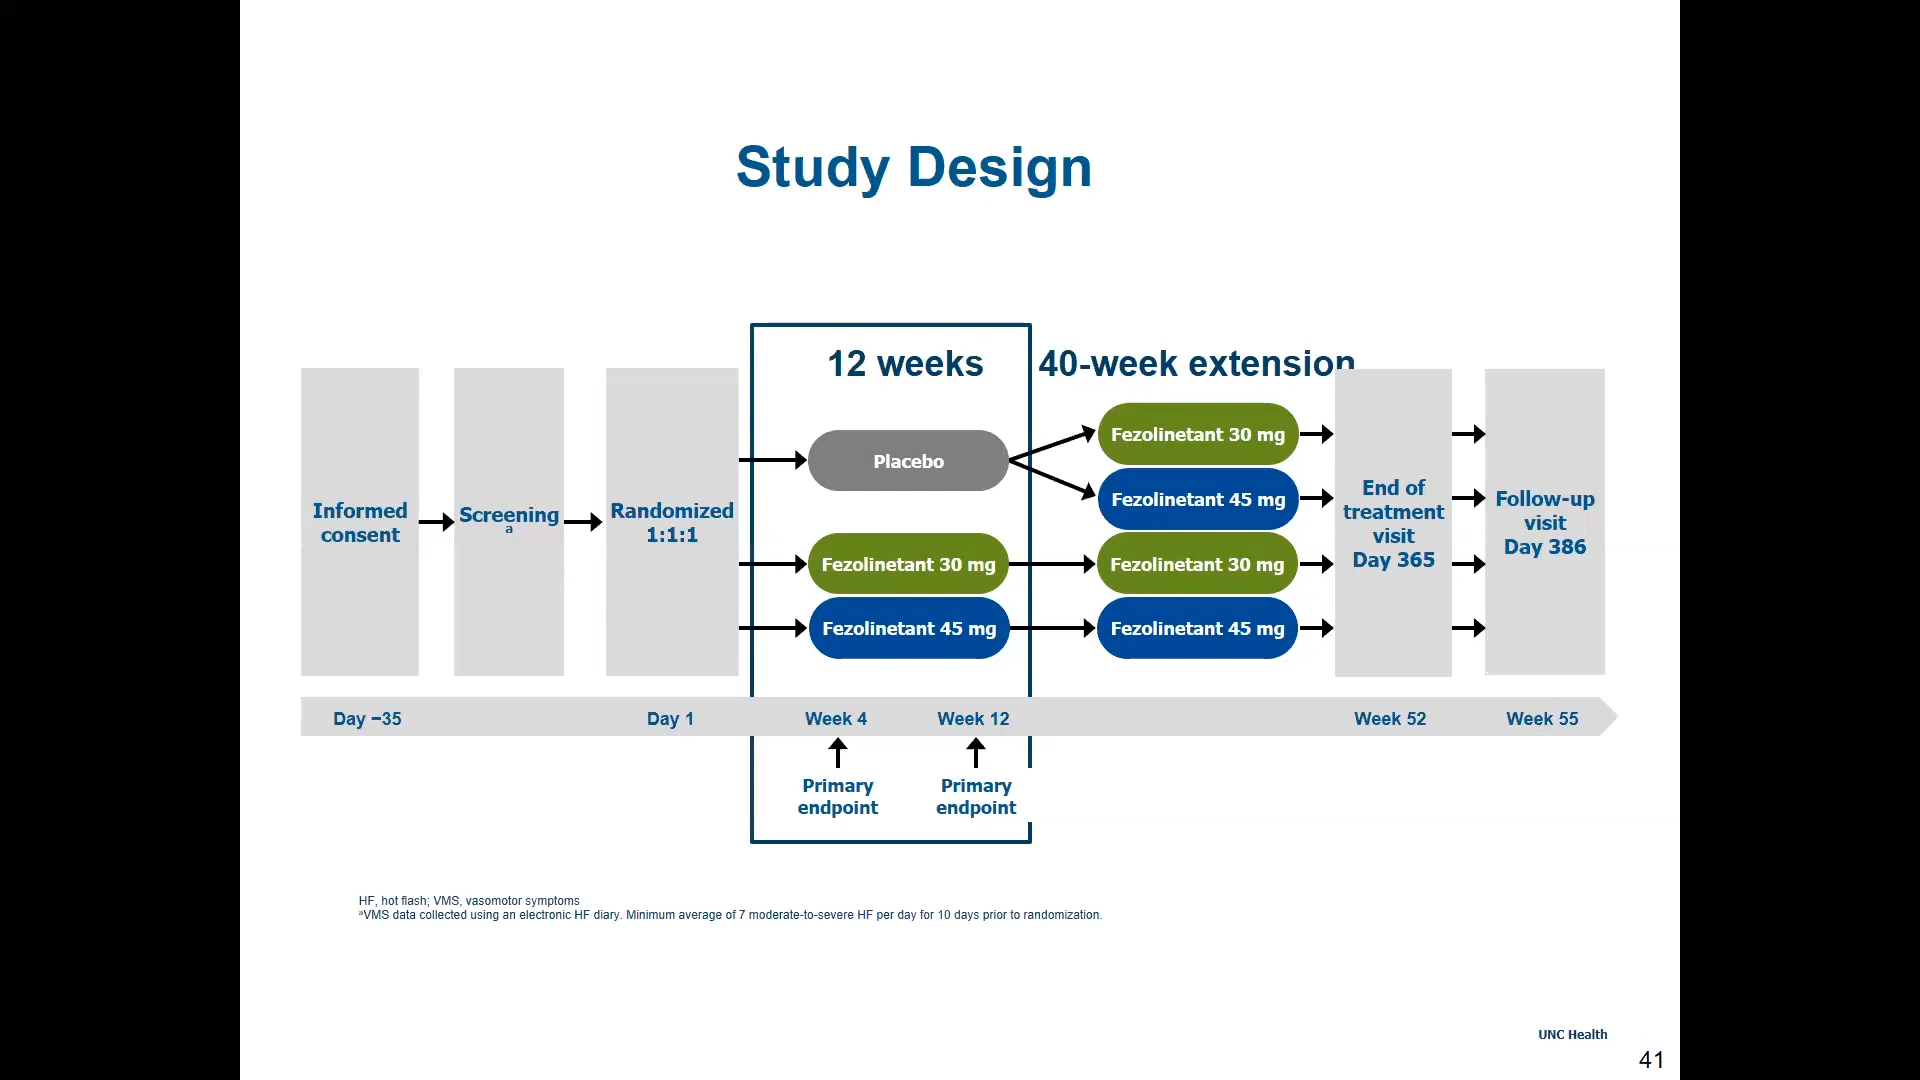 Study Design
12 weeks
40-week extension
Informed
consent
Screening
a
Randomized
1:1:1
Placebo
Fezolinetant 30 mg
Fezolinetant 45 mg
Fezolinetant 30 mg
Fezolinetant 45 mg
Fezolinetant 30 mg
Fezolinetant 45 mg
End of
treatment
visit
Day 365
Follow-up
visit
Day 386
Day −35
Day 1
Week 4
Week 12
Week 52
Week 55
Primary
endpoint
Primary
endpoint
HF, hot flash; VMS, vasomotor symptoms
ᵃVMS data collected using an electronic HF diary. Minimum average of 7 moderate-to-severe HF per day for 10 days prior to randomization.
UNC Health
41